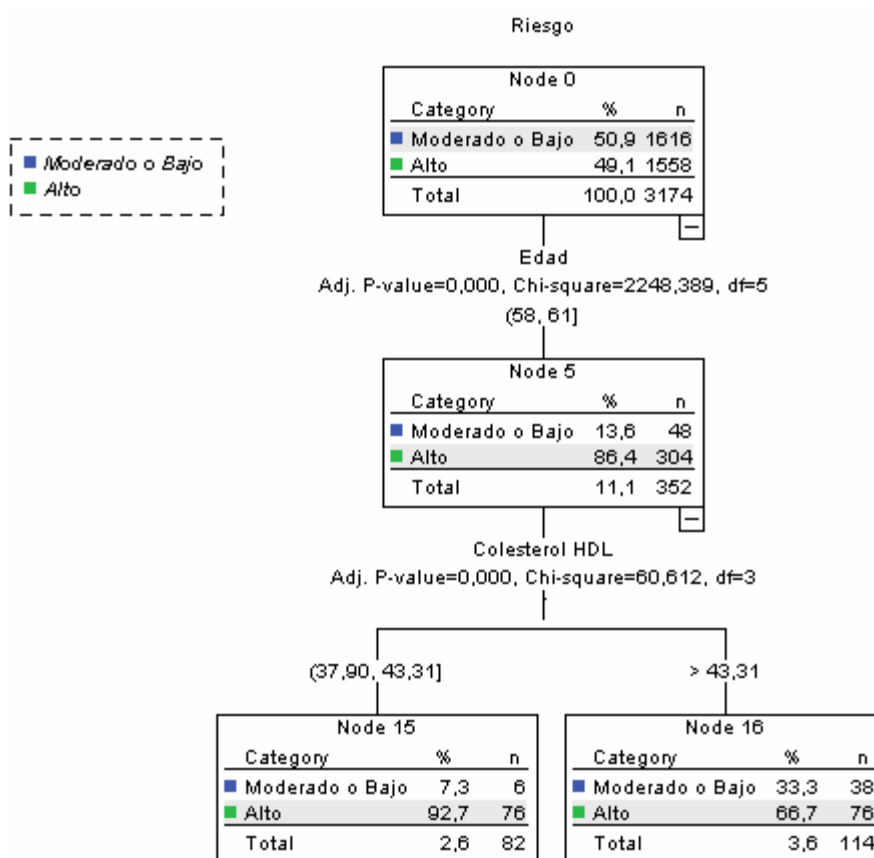 Riesgo
Node 0
Category % n
Moderado o Bajo 50,9 1616
Alto 49,1 1558
Total 100,0 3174
Moderado o Bajo
Alto
Edad
Adj. P-value=0,000, Chi-square=2248,389, df=5
(58, 61]
Node 5
Category % n
Moderado o Bajo 13,6 48
Alto 86,4 304
Total 11,1 352
Colesterol HDL
Adj. P-value=0,000, Chi-square=60,612, df=3
(37,90, 43,31]
> 43,31
Node 15
Category % n
Moderado o Bajo 7,3 6
Alto 92,7 76
Total 2,6 82
Node 16
Category % n
Moderado o Bajo 33,3 38
Alto 66,7 76
Total 3,6 114